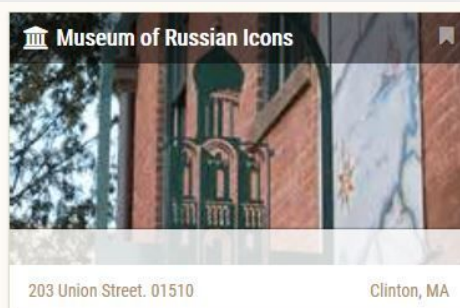 Museum of Russian Icons
203 Union Street. 01510
Clinton, MA